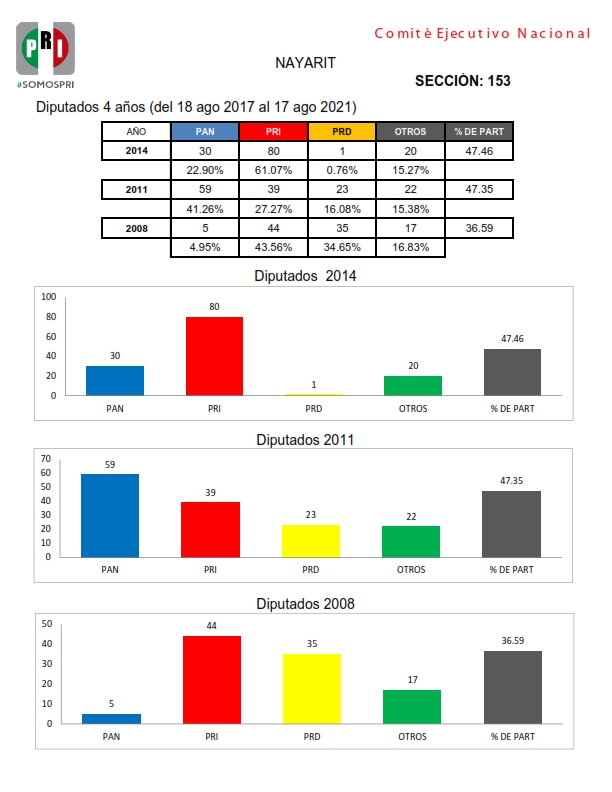 Comité Ejecutivo Nacional
PRI
#SOMOSPRI
NAYARIT
SECCIÓN: 153
Diputados 4 años (del 18 ago 2017 al 17 ago 2021)
AÑO PAN PRI PRD OTROS % DE PART
2014 30 80 1 20 47.46
22.90% 61.07% 0.76% 15.27%
2011 59 39 23 22 47.35
41.26% 27.27% 16.08% 15.38%
2008 5 44 35 17 36.59
4.95% 43.56% 34.65% 16.83%
Diputados 2014
100
80
60
40
20
0
30 80 1 20 47.46
PAN PRI PRD OTROS % DE PART
Diputados 2011
70
60
50
40
30
20
10
0
59 39 23 22 47.35
PAN PRI PRD OTROS % DE PART
Diputados 2008
50
40
30
20
10
0
5 44 35 17 36.59
PAN PRI PRD OTROS % DE PART